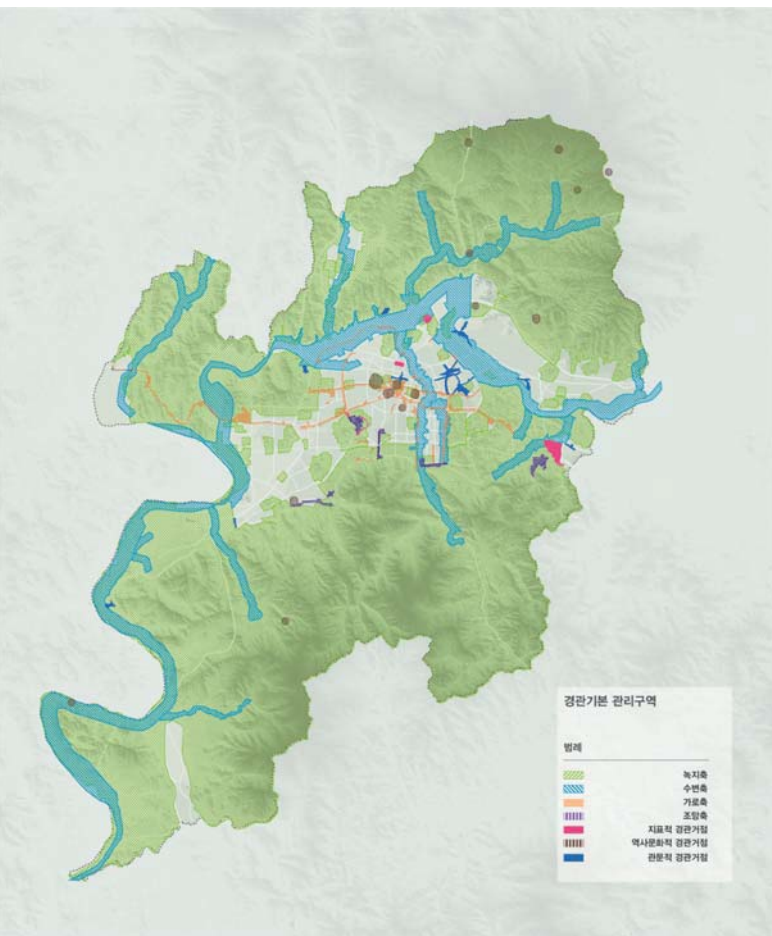 경관기본 관리구역
범례
녹지축
수변축
가로축
조망축
지표적 경관거점
역사문화적 경관거점
관문적 경관거점